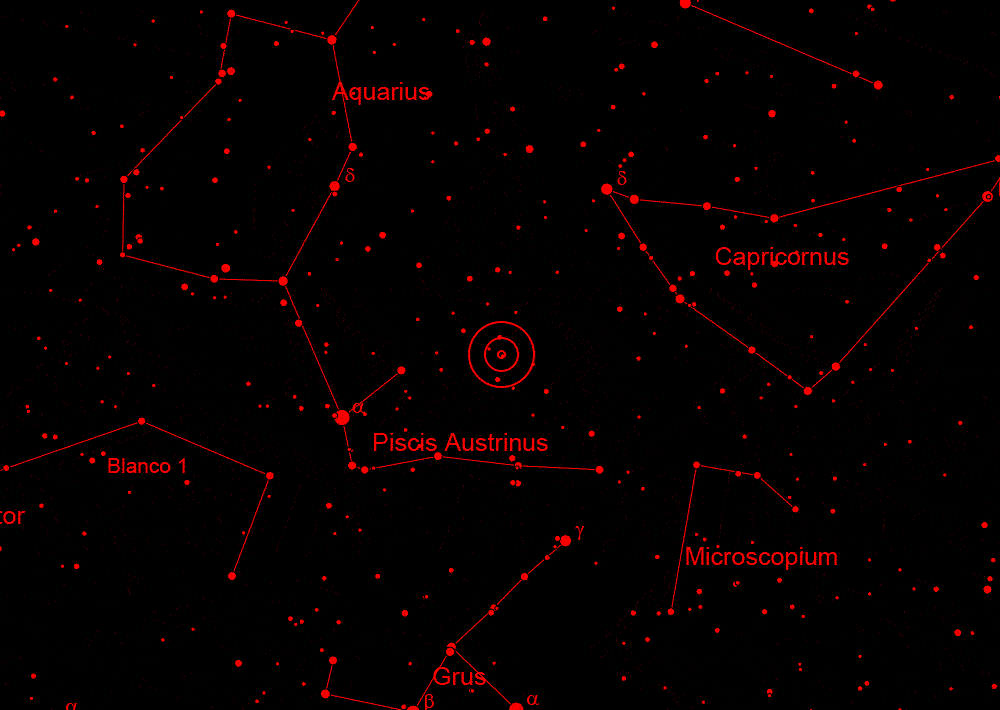 Aquarius
δ
δ
Capricornus
α
Piscis Austrinus
Blanco 1
tor
γ
Microscopium
Grus
β
α
α